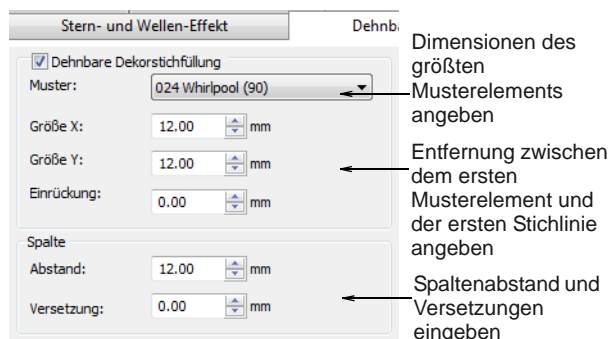 Stern- und Wellen-Effekt
Dehnb
Dehnbare Dekorstichfüllung
Muster: 024 Whirlpool (90)
Größe X: 12.00 mm
Größe Y: 12.00 mm
Einrückung: 0.00 mm
Spalte
Abstand: 12.00 mm
Versetzung: 0.00 mm
Dimensionen des
größten
Musterelements
angeben
Entfernung zwischen
dem ersten
Musterelement und
der ersten Stichlinie
angeben
Spaltenabstand und
Versetzungen
eingeben